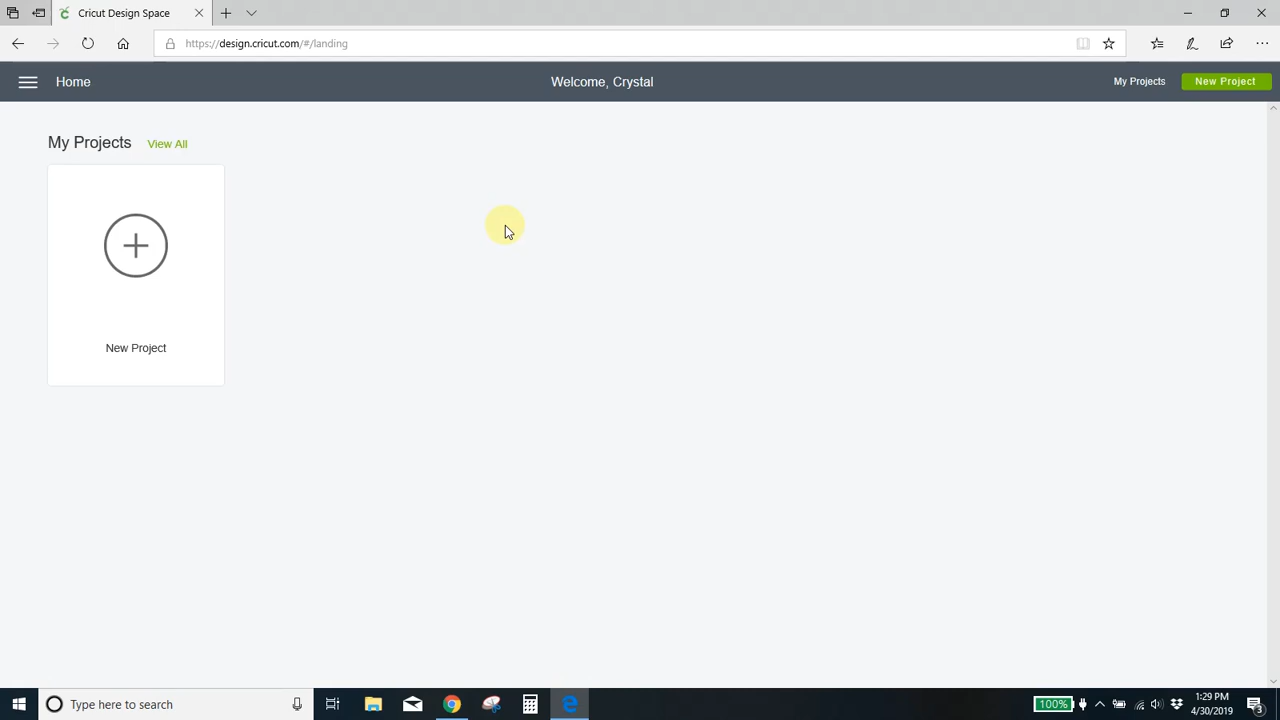 Cricut Design Space
https://design.cricut.com/#/landing
Home
Welcome, Crystal
My Projects
New Project
My Projects
View All
New Project
Type here to search
100%
1:29 PM
4/30/2019
3